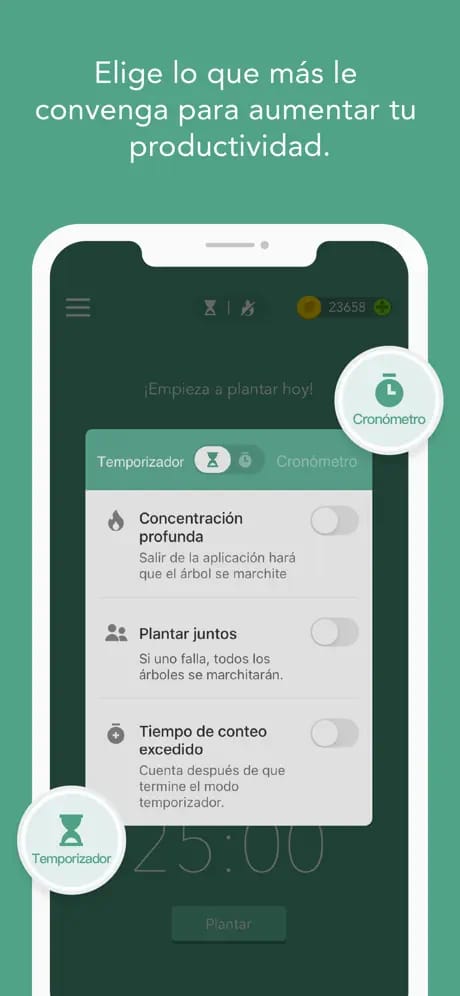 Elige lo que más le
convenga para aumentar tu
productividad.
23658
¡Empieza a plantar hoy!
Cronómetro
Temporizador
Cronómetro
Concentración
profunda
Salir de la aplicación hará
que el árbol se marchite
Plantar juntos
Si uno falla, todos los
árboles se marchitarán.
Tiempo de conteo
excedido
Cuenta después de que
termine el modo
temporizador.
Temporizador
25:00
Plantar